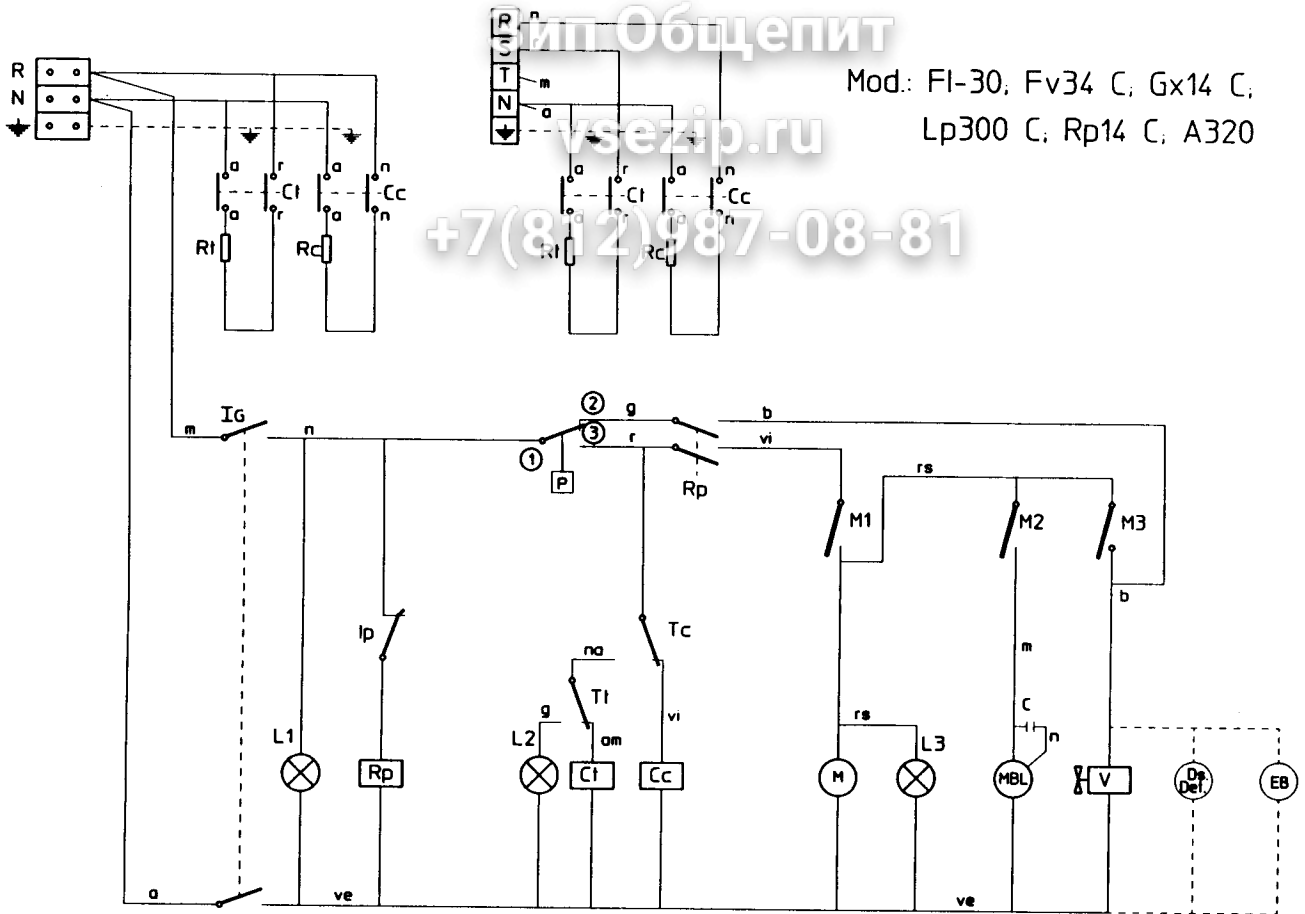 Зип Общепит
vsezip.ru
+7(812)987-08-81
Mod.: Fl-30; Fv34 C; Gx14 C;
Lp300 C; Rp14 C; A320
R
N
a
r
a
n
Ct
Cc
a
r
a
n
Rt
Rc
R
n
S
r
T
m
N
a
a
r
a
n
Ct
Cc
a
r
a
n
Rt
Rc
m
IG
n
1
2
3
P
g
r
Rp
b
vi
rs
M1
M2
M3
b
Ip
Tc
na
Tt
m
g
am
vi
C
n
rs
L1
Rp
L2
Ct
Cc
M
L3
MBL
V
Ds.
Det.
EB
a
ve
ve